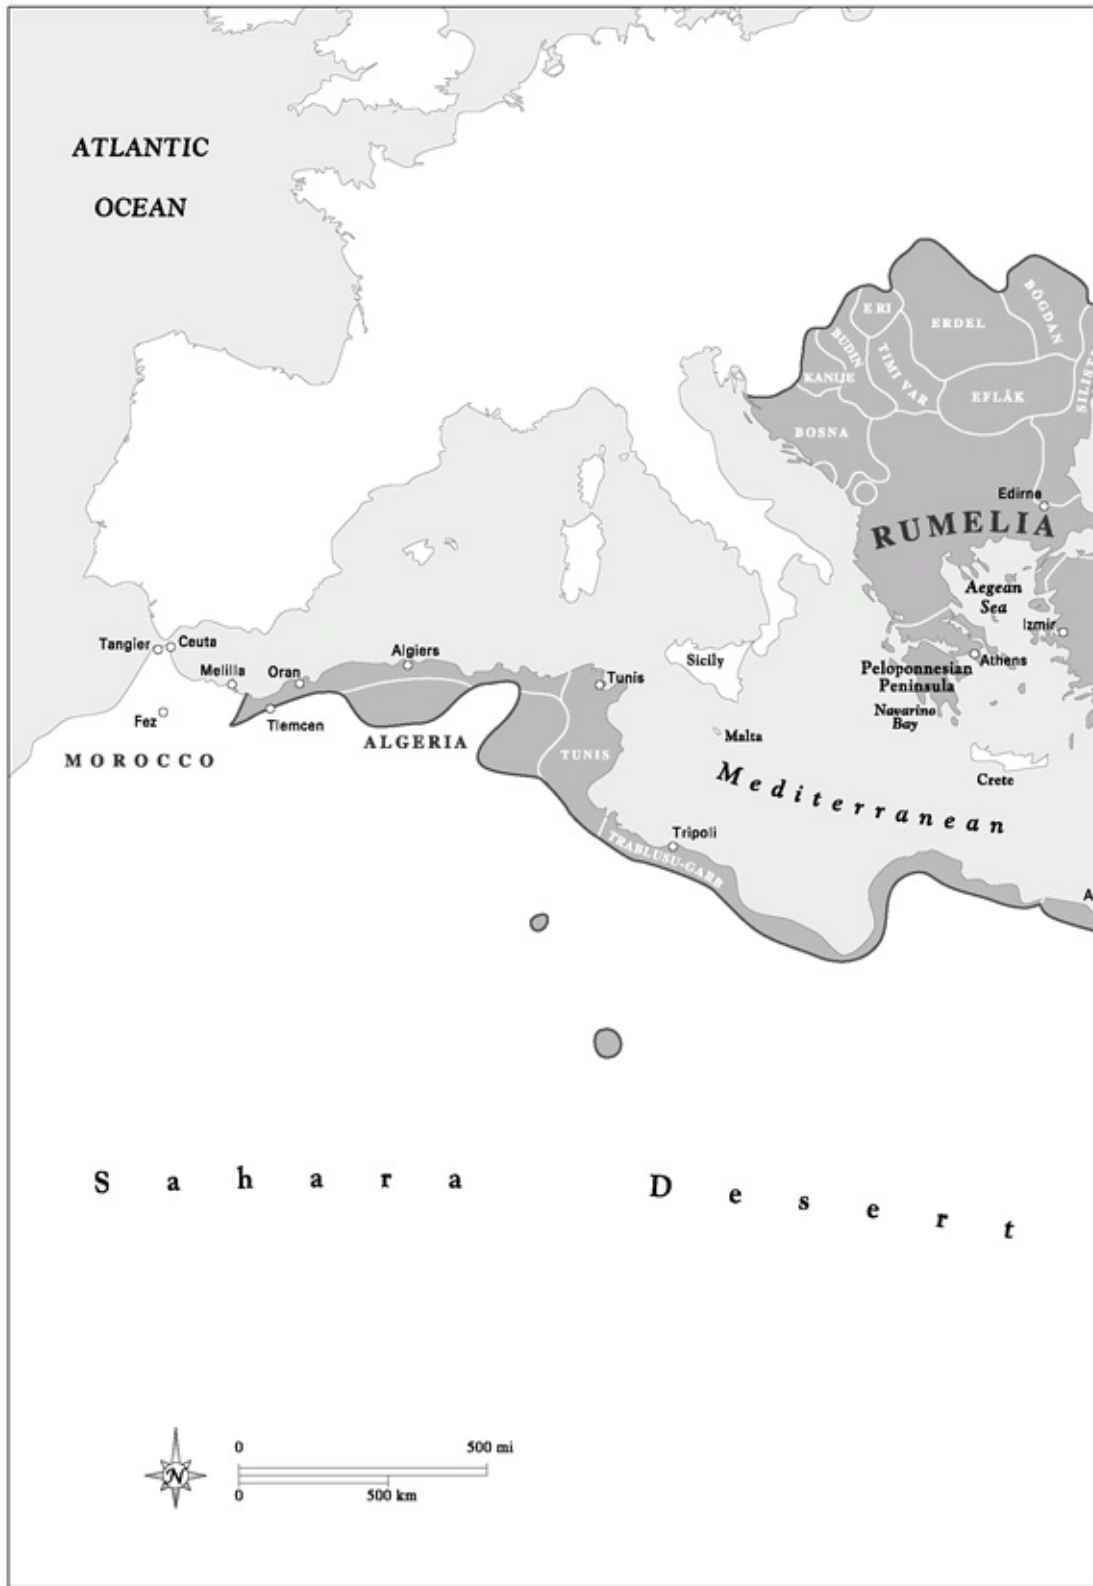 ATLANTIC
OCEAN
ERI
ERDEL
BOGDAN
BUDIN
TIMI VAR
KANIJE
EFLÂK
BOSNA
Edirne
RUMELIA
Aegean
Sea
Izmir
Tangier
Ceuta
Algiers
Sicily
Athens
Melilla
Oran
Tunis
Peloponnesian
Peninsula
Fez
Tlemcen
Navarino
Bay
MOROCCO
ALGERIA
TUNIS
Malta
Crete
Mediterranean
Tripoli
TRABLUSU-GARB
A
Sahara Desert
N
0 500 mi
0 500 km